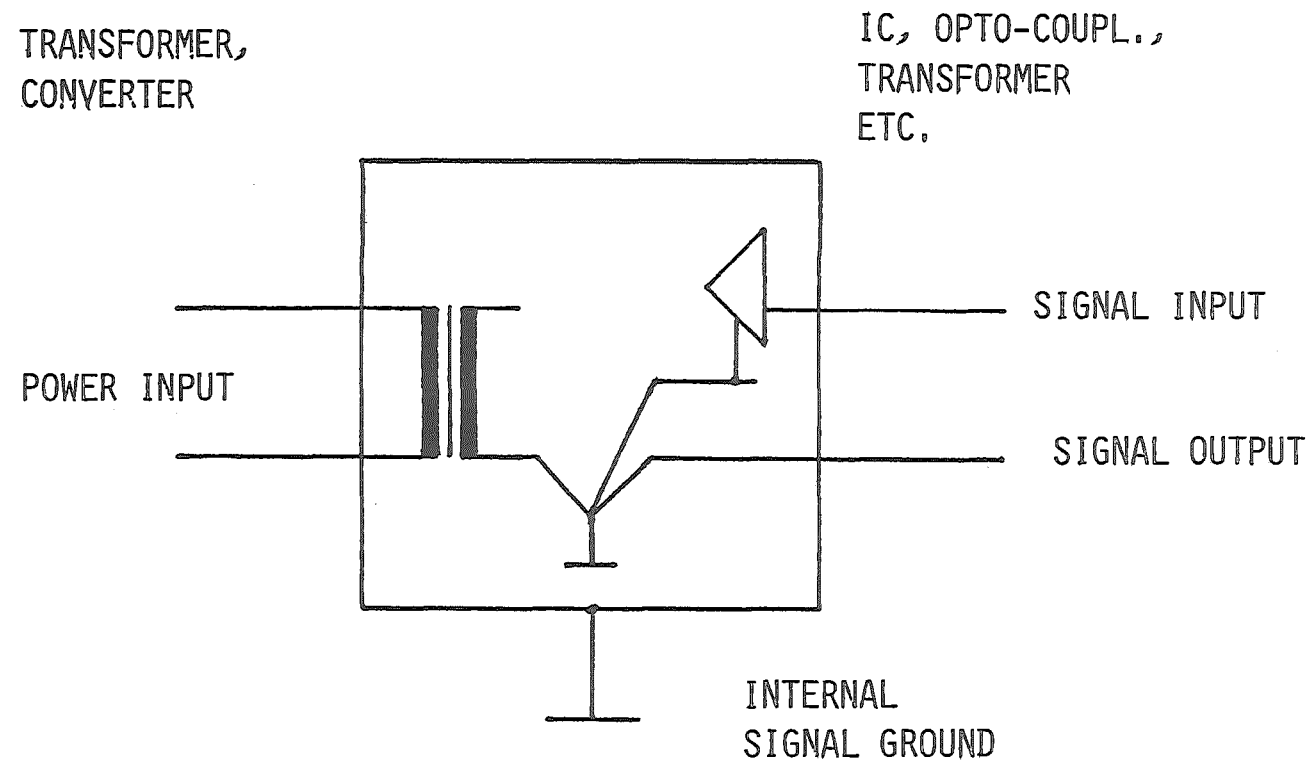 TRANSFORMER,
CONVERTER
IC, OPTO-COUPL.,
TRANSFORMER
ETC.
SIGNAL INPUT
POWER INPUT
SIGNAL OUTPUT
INTERNAL
SIGNAL GROUND